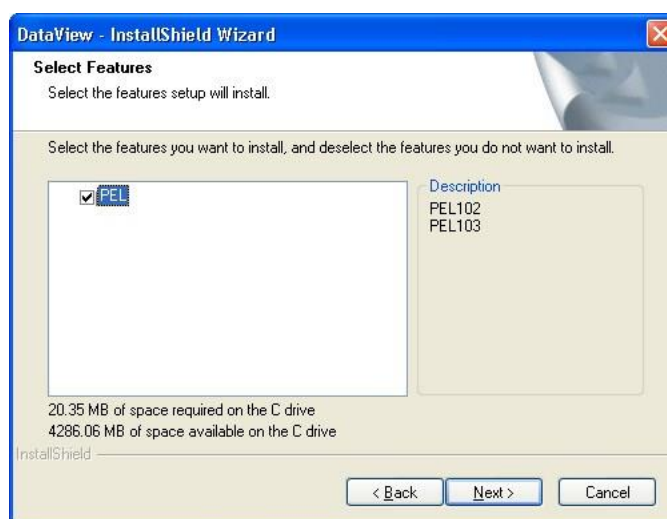 DataView - InstallShield Wizard
Select Features
Select the features setup will install.
Select the features you want to install, and deselect the features you do not want to install.
PEL
Description
PEL102
PEL103
20.35 MB of space required on the C drive
4286.06 MB of space available on the C drive
InstallShield
< Back
Next >
Cancel